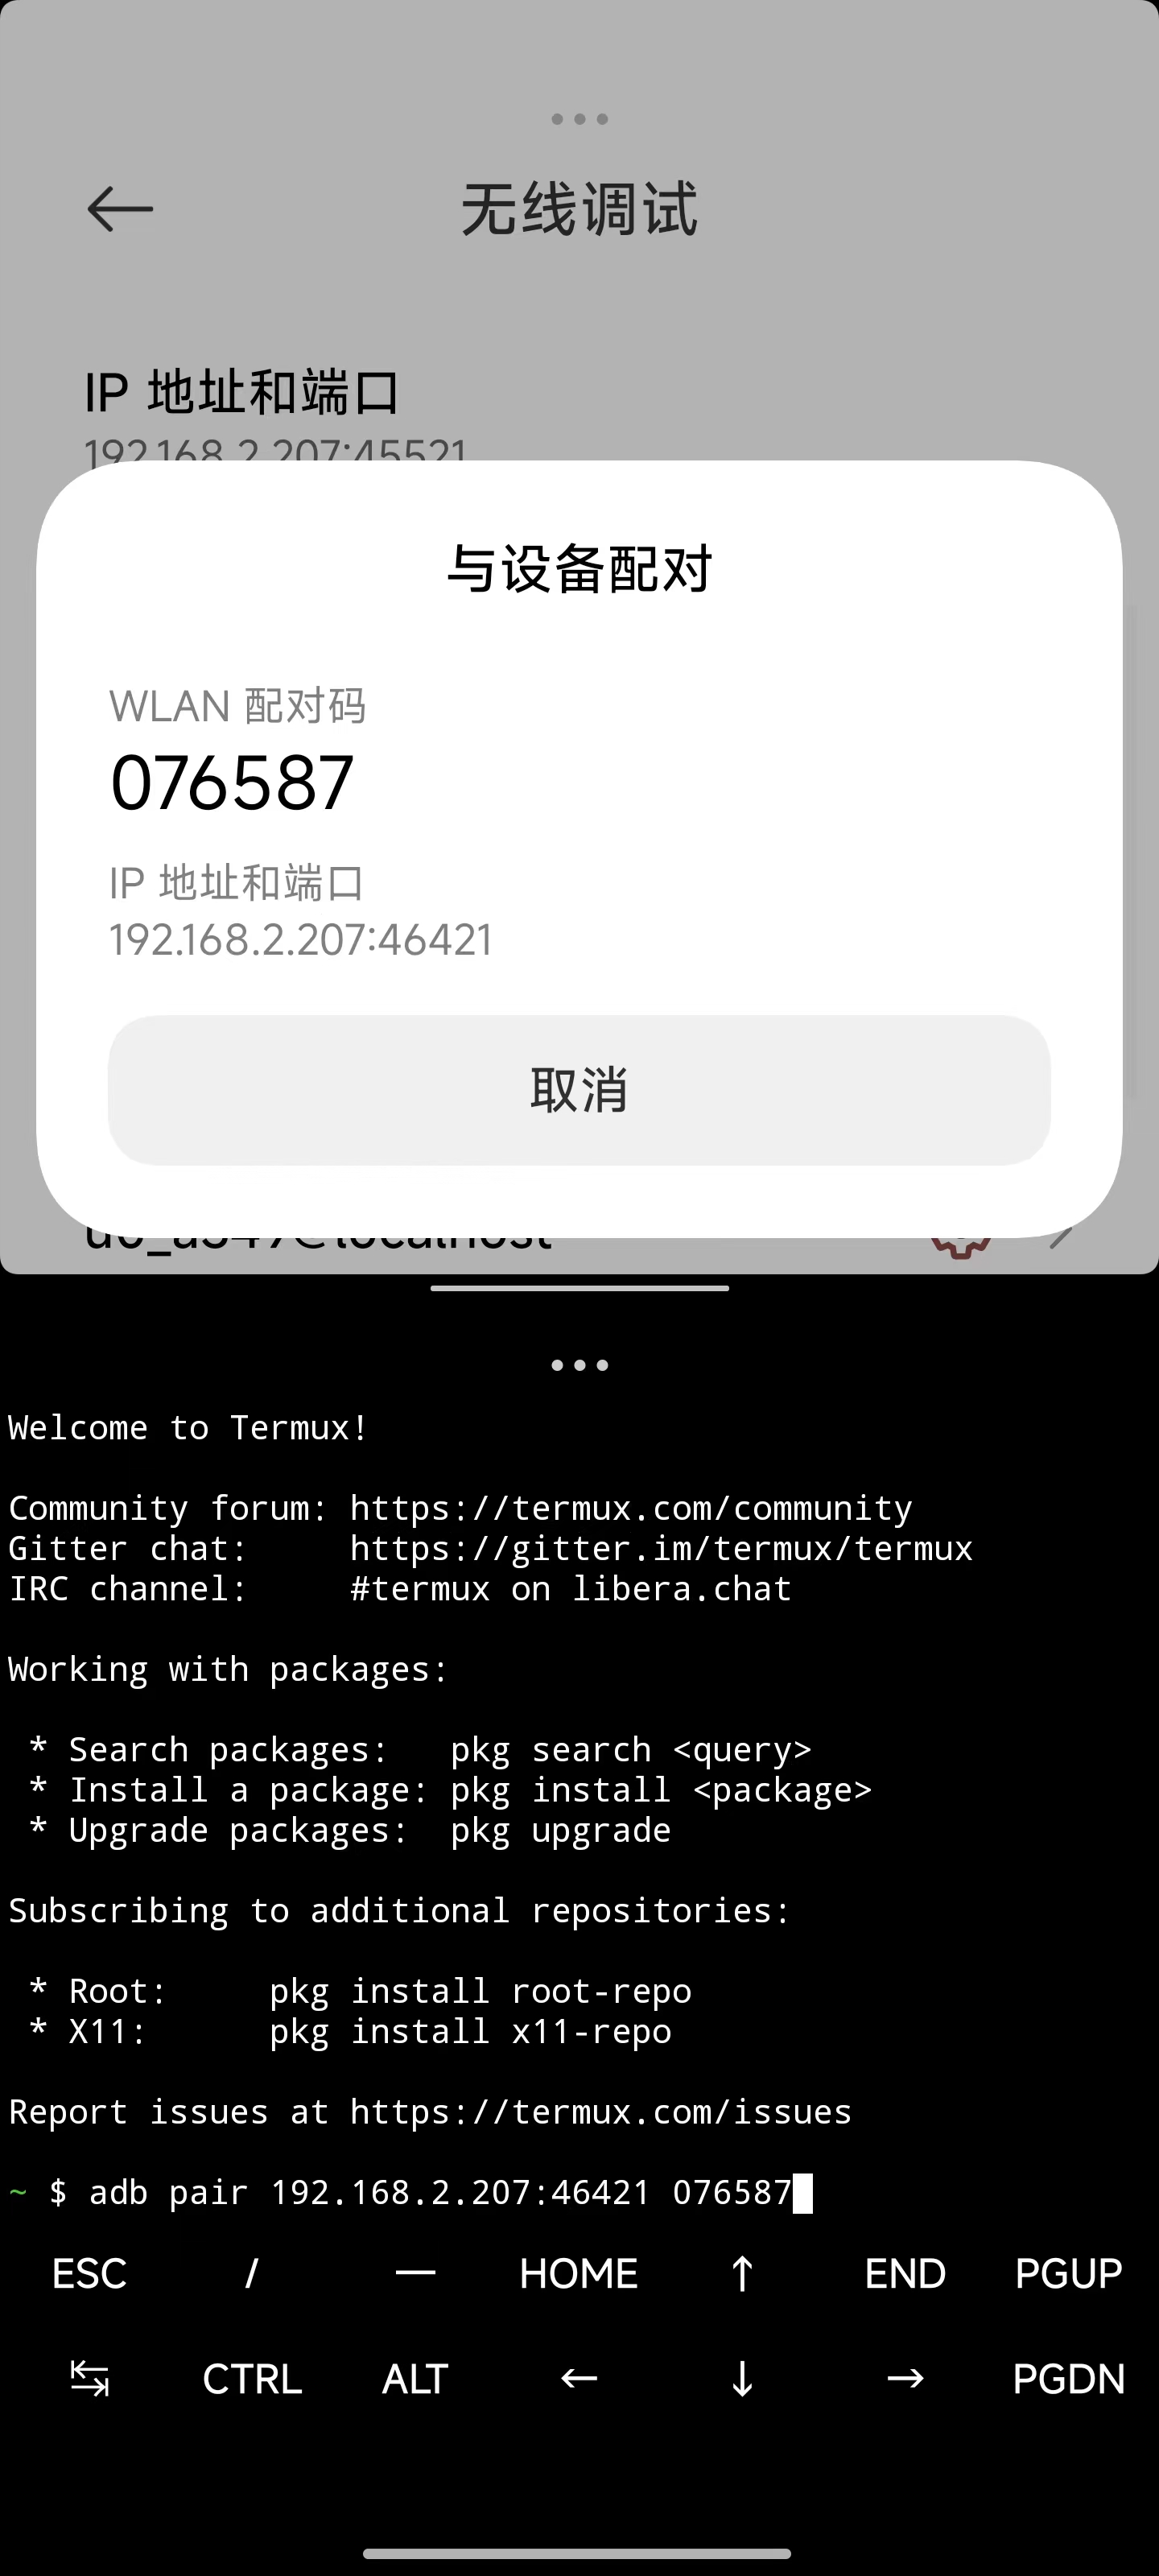 无线调试
IP 地址和端口
192.168.2.207:45521
与设备配对
WLAN 配对码
076587
IP 地址和端口
192.168.2.207:46421
取消
Welcome to Termux!
Community forum: https://termux.com/community
Gitter chat:     https://gitter.im/termux/termux
IRC channel:     #termux on libera.chat
Working with packages:
* Search packages:   pkg search <query>
* Install a package: pkg install <package>
* Upgrade packages:  pkg upgrade
Subscribing to additional repositories:
* Root:     pkg install root-repo
* X11:      pkg install x11-repo
Report issues at https://termux.com/issues
~ $ adb pair 192.168.2.207:46421 076587
ESC / — HOME ↑ END PGUP
↹ CTRL ALT ← ↓ → PGDN